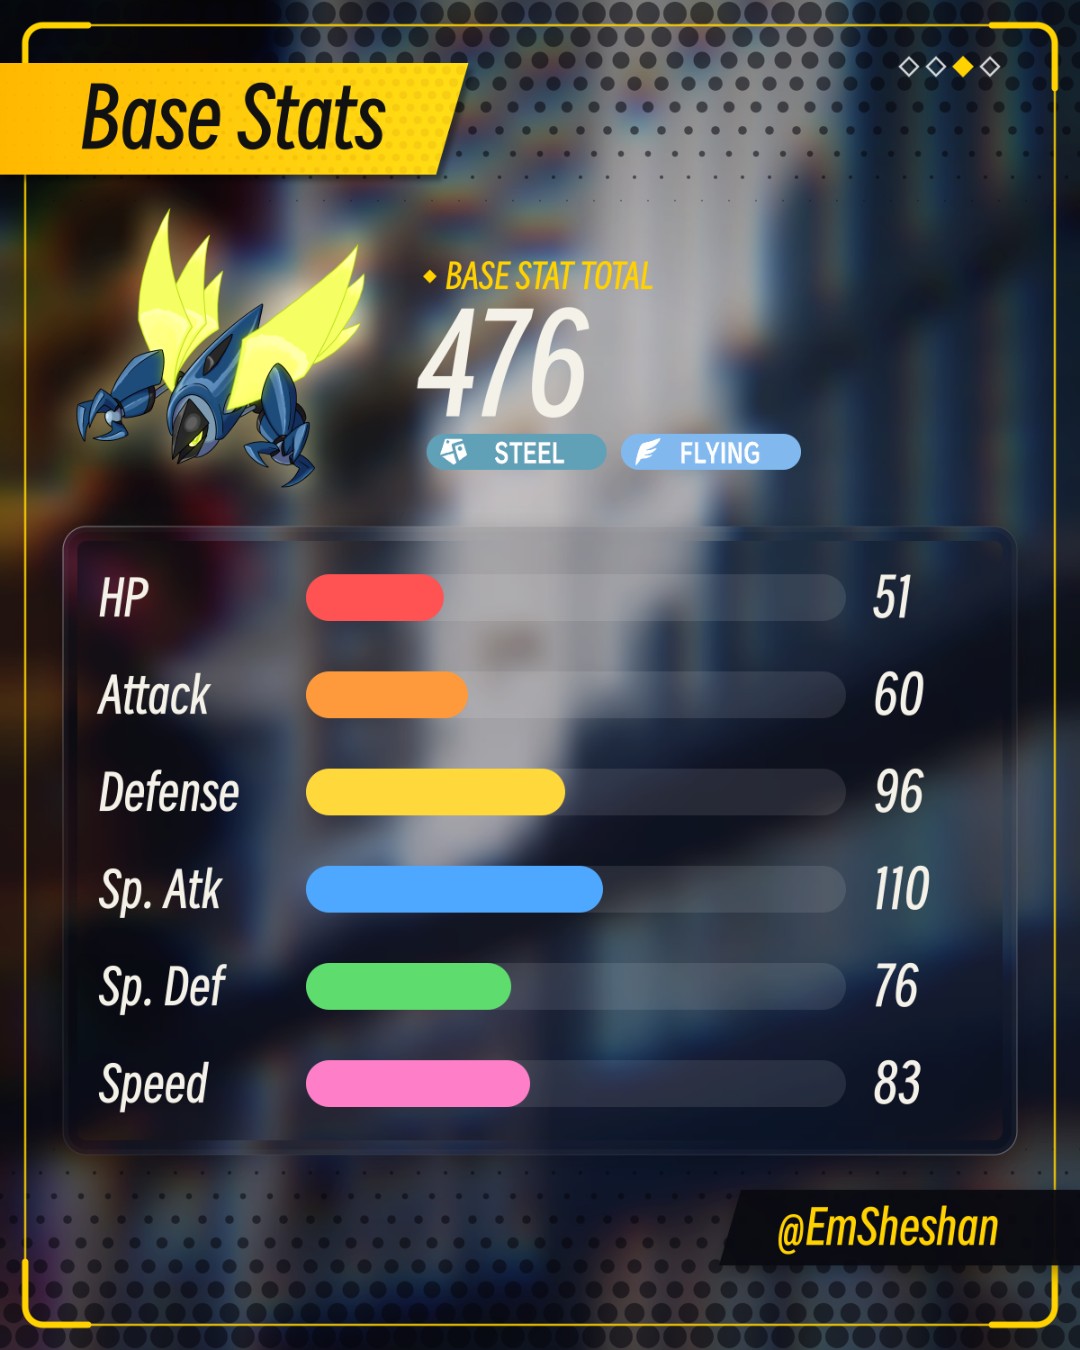 Base Stats
BASE STAT TOTAL
476
STEEL FLYING
HP 51
Attack 60
Defense 96
Sp. Atk 110
Sp. Def 76
Speed 83
@EmSheshan